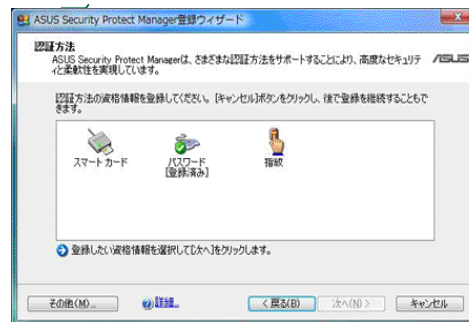 ASUS Security Protect Manager登録ウィザード
認証方法
ASUS Security Protect Managerは、さまざまな認証方法をサポートすることにより、高度なセキュリテ
ィと柔軟性を実現しています。
ASUS
認証方法の資格情報を登録してください。[キャンセル]ボタンをクリックし、後で登録を継続することもで
きます。
スマート カード
パスワード
[登録済み]
指紋
登録したい資格情報を選択して[次へ]をクリックします。
その他(M)...
詳細...
< 戻る(B)
次へ(N) >
キャンセル